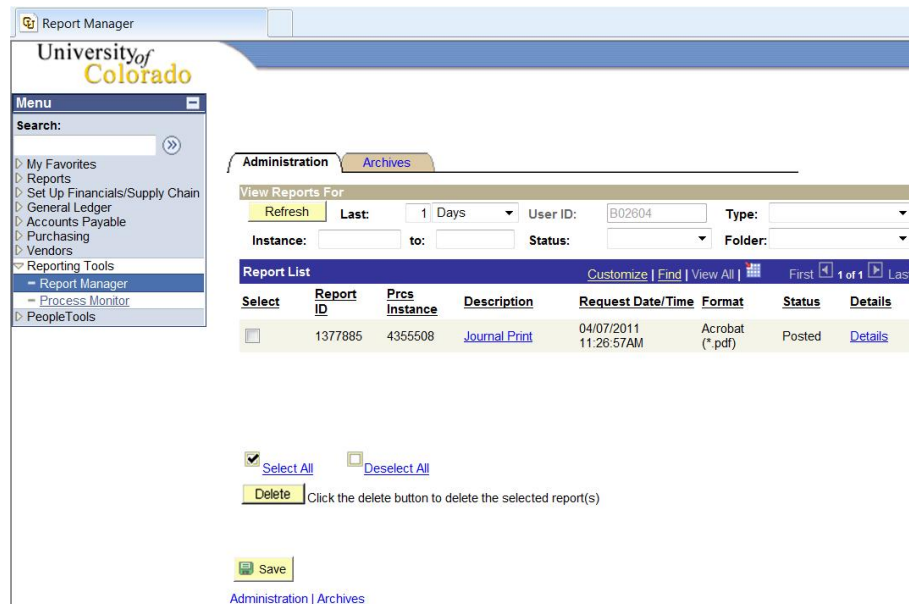 Report Manager
University of
Colorado
Menu
Search:
My Favorites
Reports
Set Up Financials/Supply Chain
General Ledger
Accounts Payable
Purchasing
Vendors
Reporting Tools
Report Manager
Process Monitor
PeopleTools
Administration Archives
View Reports For
Refresh Last: 1 Days User ID: B02604 Type:
Instance: to: Status: Folder:
Report List Customize | Find | View All | First 1 of 1 Las
Select Report ID Prcs Instance Description Request Date/Time Format Status Details
1377885 4355508 Journal Print 04/07/2011 11:26:57AM Acrobat (*.pdf) Posted Details
Select All Deselect All
Delete Click the delete button to delete the selected report(s)
Save
Administration | Archives